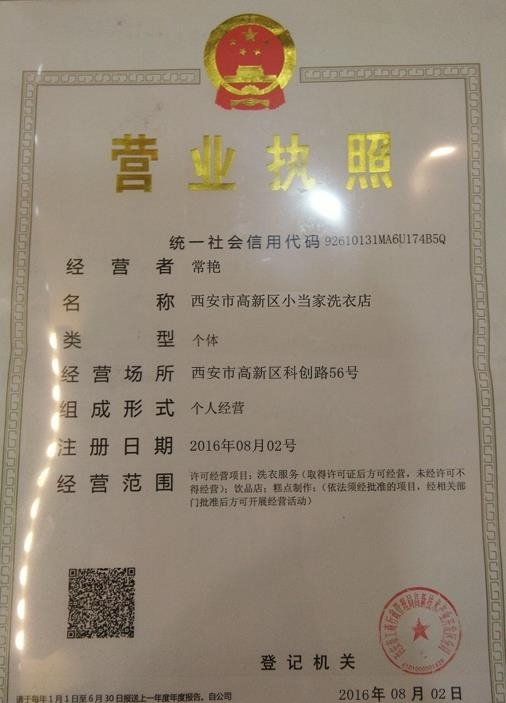 营业执照
统一社会信用代码 92610131MA6U174B5Q
经营者 常艳
名称 西安市高新区小当家洗衣店
类型 个体
经营场所 西安市高新区科创路56号
组成形式 个人经营
注册日期 2016年08月02号
经营范围 许可经营项目:洗衣服务(取得许可证后方可经营,未经许可不
得经营);饮品店;糕点制作;(依法须经批准的项目,经相关部
门批准后方可开展经营活动)
登记机关
2016年08月02日
请于每年1月1日至6月30日报送上一年度年度报告。自公司